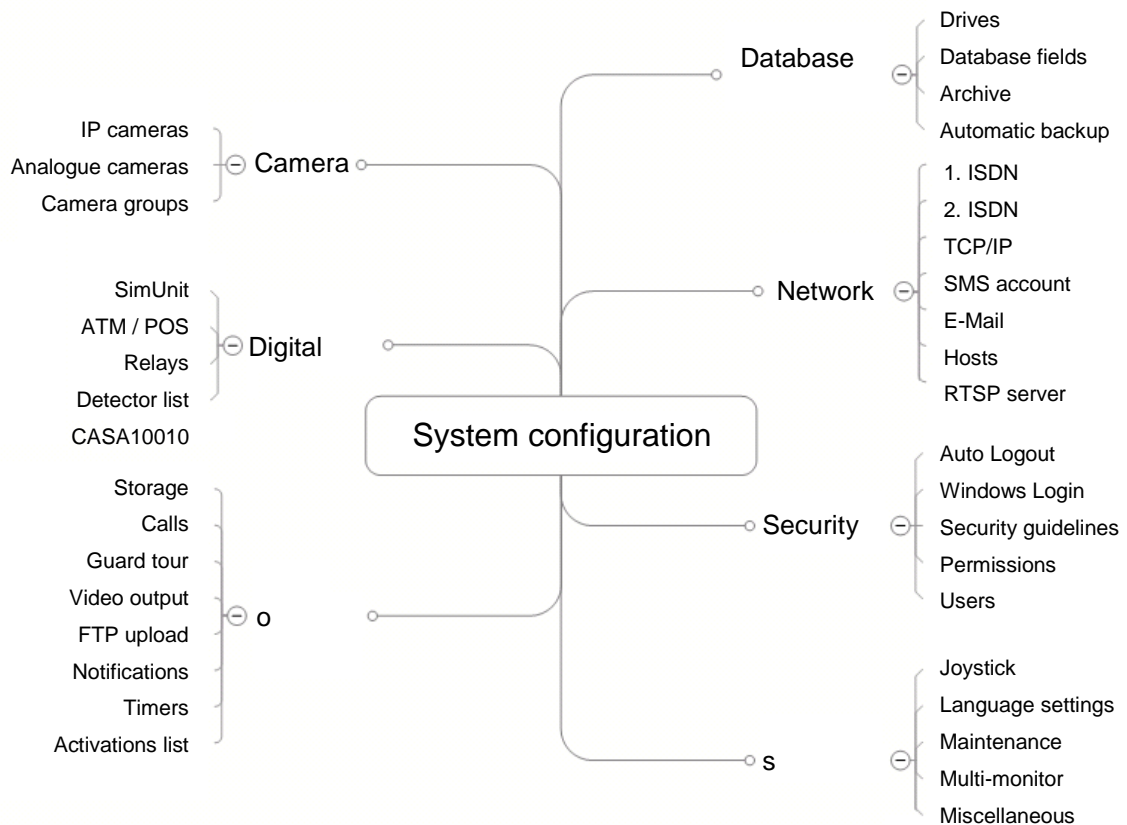 System configuration
Camera
IP cameras
Analogue cameras
Camera groups
Digital
SimUnit
ATM / POS
Relays
Detector list
CASA10010
o
Storage
Calls
Guard tour
Video output
FTP upload
Notifications
Timers
Activations list
Database
Drives
Database fields
Archive
Automatic backup
Network
1. ISDN
2. ISDN
TCP/IP
SMS account
E-Mail
Hosts
RTSP server
Security
Auto Logout
Windows Login
Security guidelines
Permissions
Users
s
Joystick
Language settings
Maintenance
Multi-monitor
Miscellaneous